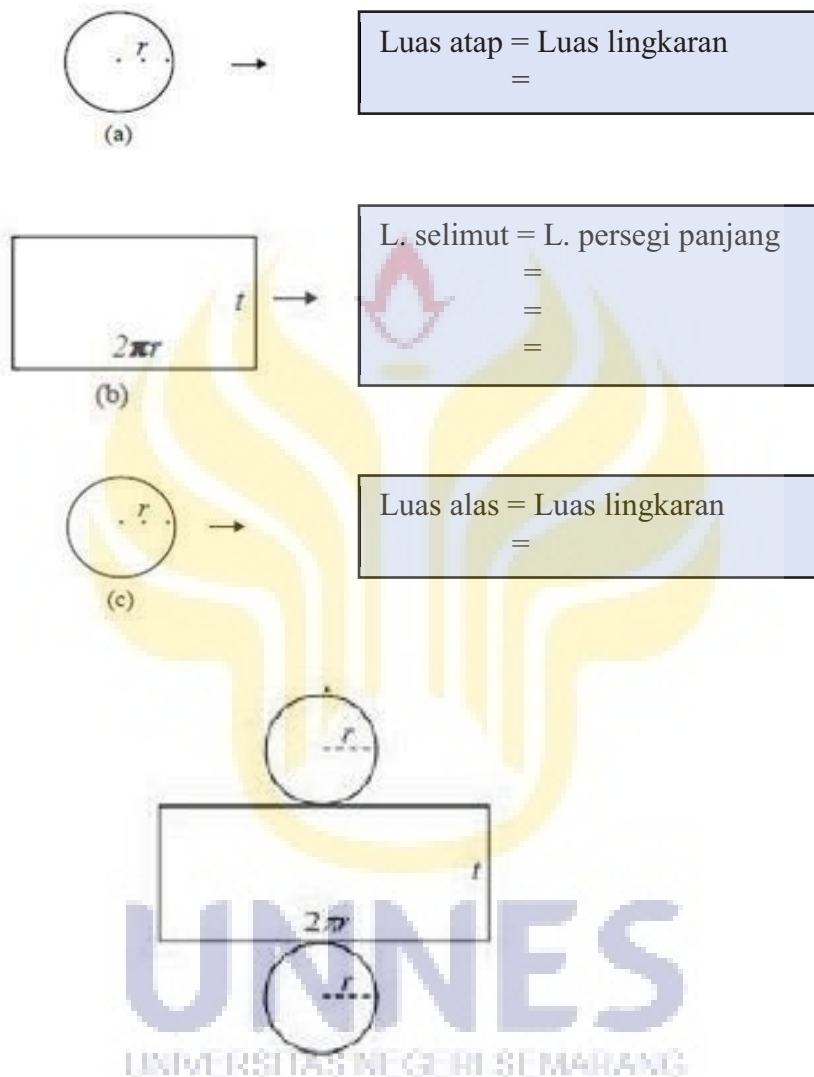 r
Luas atap = Luas lingkaran
=
(a)
L. selimut = L. persegi panjang
=
=
=
t
2πr
(b)
r
Luas alas = Luas lingkaran
=
(c)
r
t
2πr
r
UNNES
UNIVERSITAS NEGERI SEMARANG